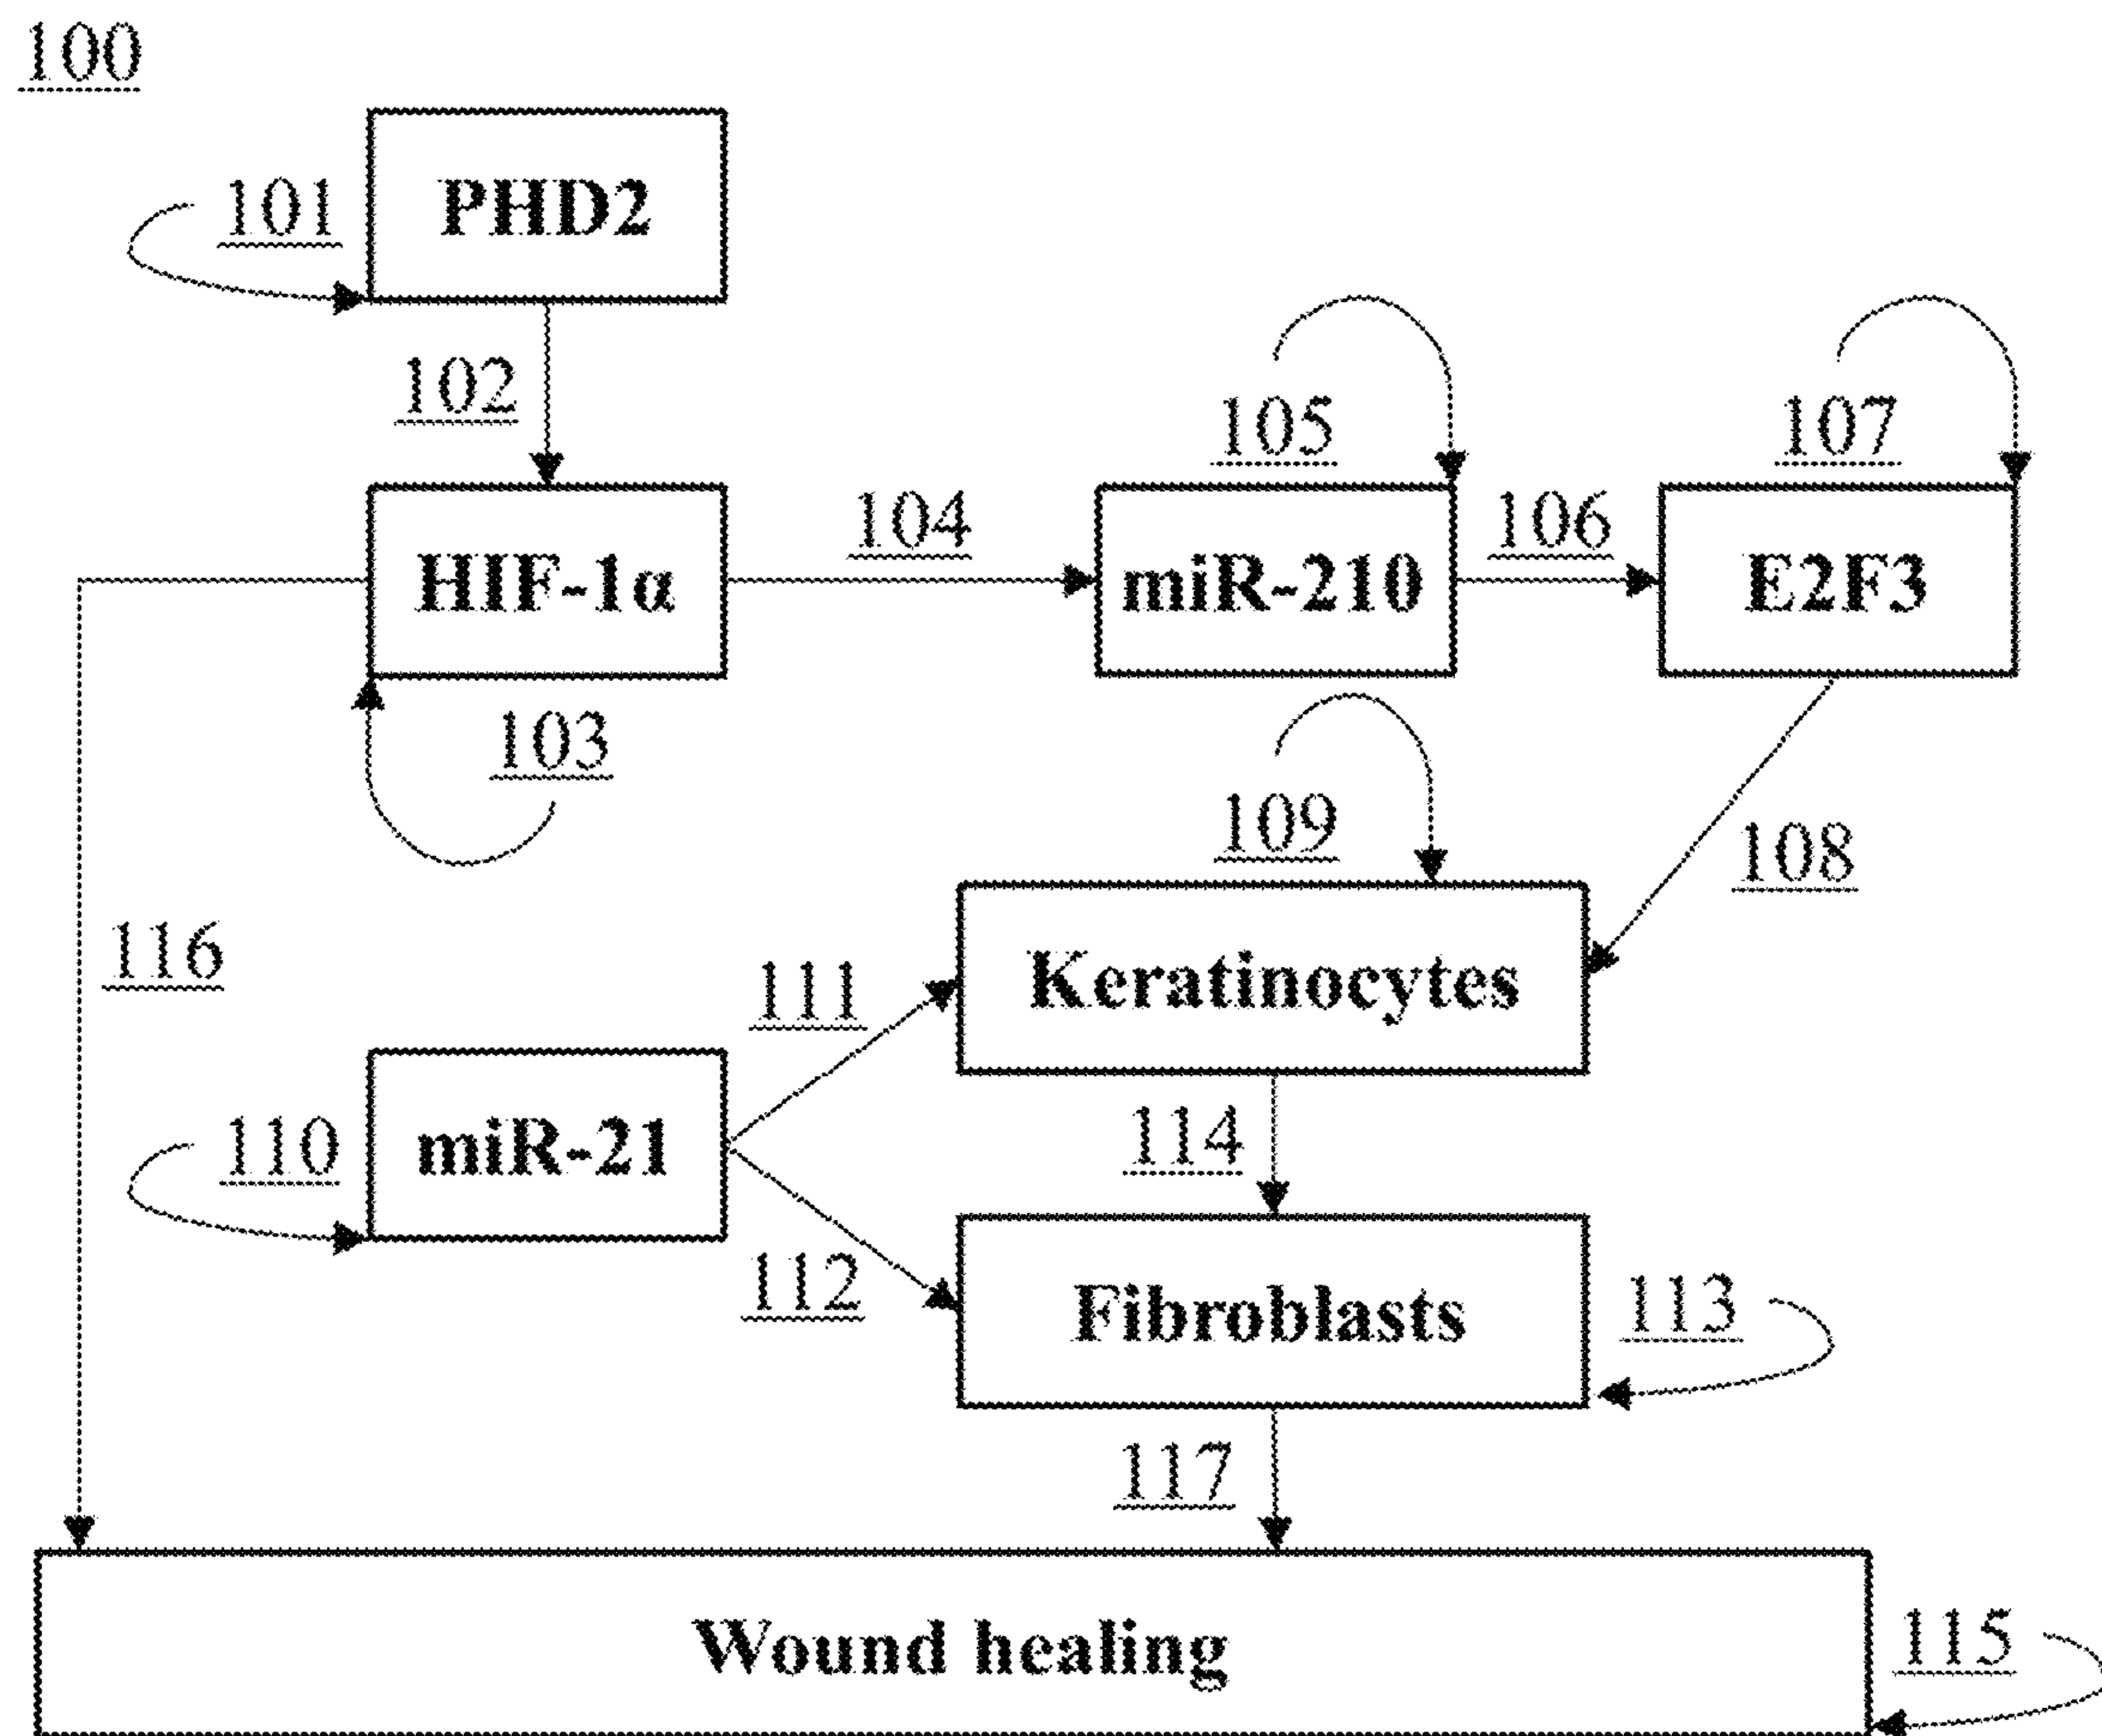 100
101
PHD2
102
105
107
HIF-1α
104
miR-210
106
E2F3
103
109
108
116
111
Keratinocytes
110
miR-21
114
112
Fibroblasts
113
117
Wound healing
115